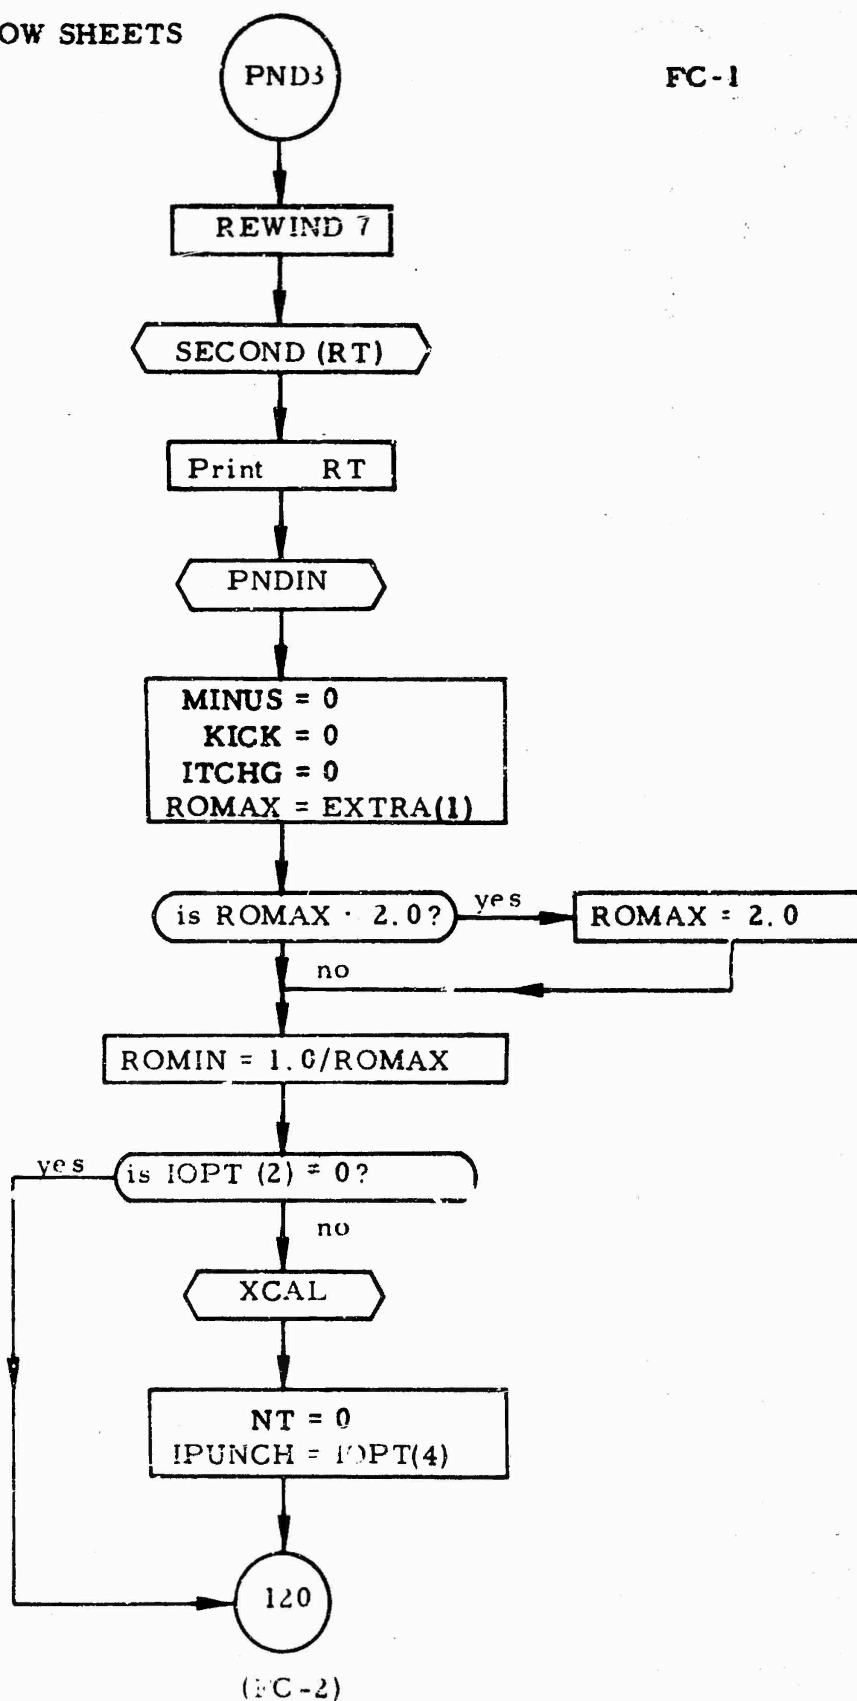 OW SHEETS
FC-1
PND3
REWIND 7
SECOND (RT)
Print RT
PNDIN
MINUS = 0
KICK = 0
ITCHG = 0
ROMAX = EXTRA(1)
is ROMAX · 2.0?
yes
ROMAX = 2.0
no
ROMIN = 1.0/ROMAX
yes
is IOPT (2) = 0?
no
XCAL
NT = 0
IPUNCH = IOPT(4)
120
(FC-2)